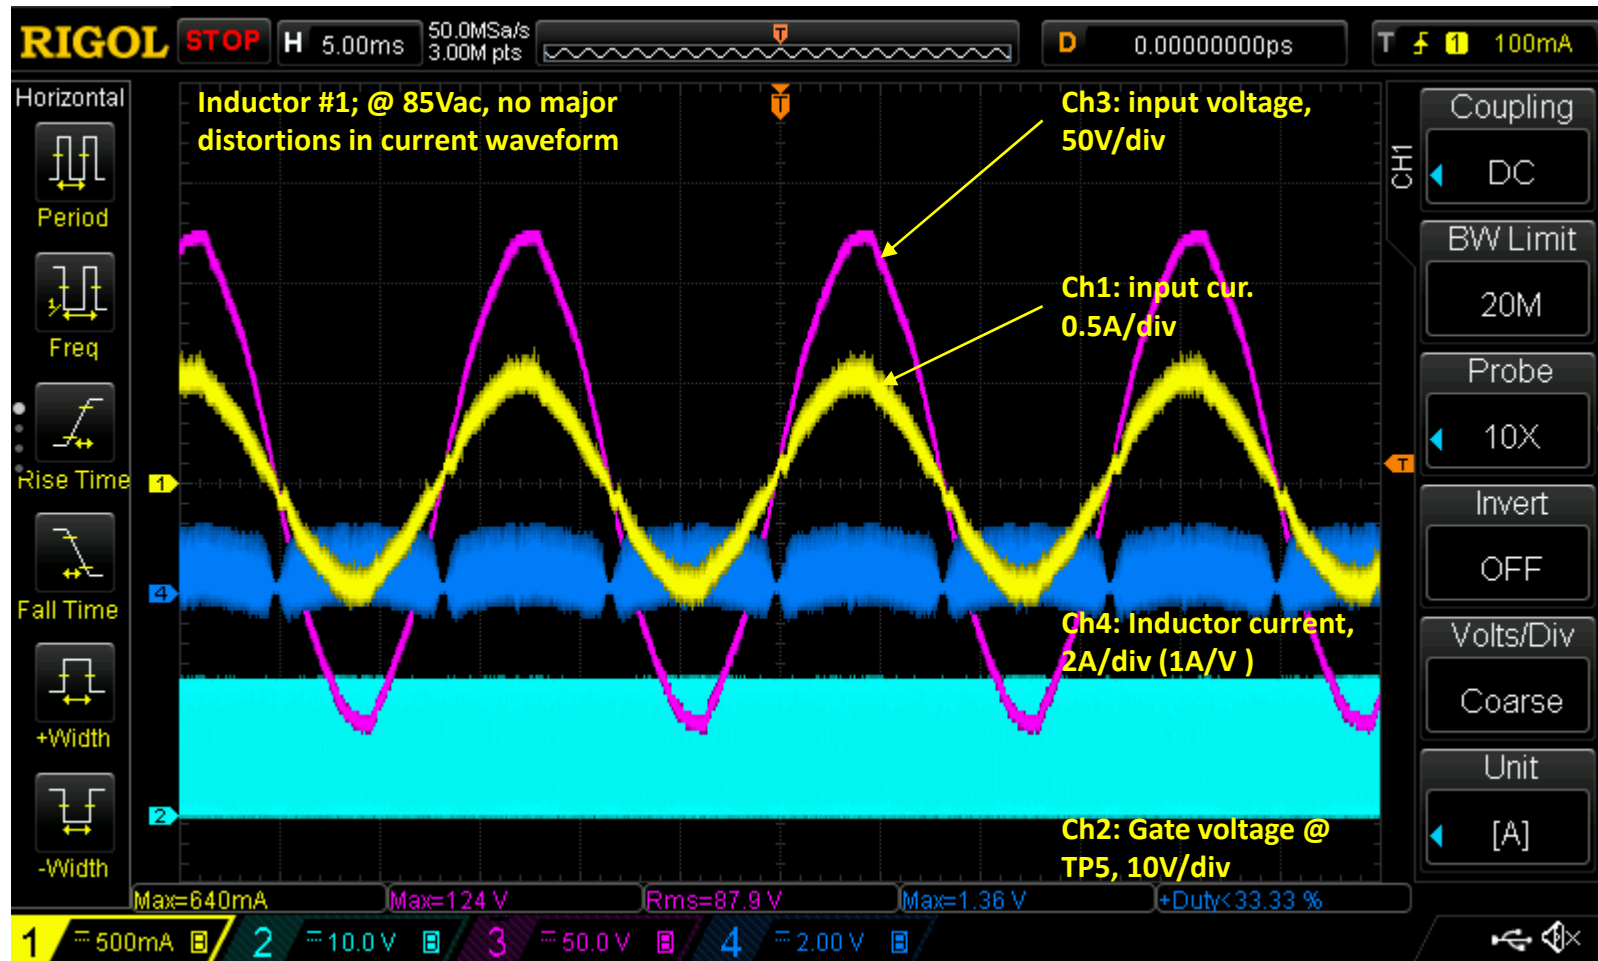 RIGOL STOP H 5.00ms 50.0MSa/s D 0.00000000ps T 1 100mA
3.00M pts
T
Horizontal
Period
Freq
Rise Time
Fall Time
+Width
-Width
Inductor #1; @ 85Vac, no major
distortions in current waveform
T
Ch3: input voltage,
50V/div
Ch1: input cur.
0.5A/div
Ch4: Inductor current,
2A/div (1A/V )
Ch2: Gate voltage @
TP5, 10V/div
1
4
2
T
CH1
Coupling
DC
BW Limit
20M
Probe
10X
Invert
OFF
Volts/Div
Coarse
Unit
[A]
Max=640mA Max=124 V Rms=87.9 V Max=1.36 V +Duty<33.33 %
1 500mA B 2 10.0 V B 3 50.0 V B 4 2.00 V B